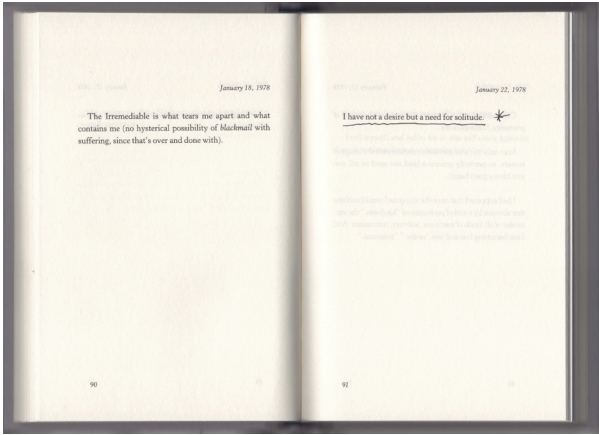 January 18, 1978
The Irremediable is what tears me apart and what
contains me (no hysterical possibility of blackmail with
suffering, since that's over and done with).
90
January 22, 1978
I have not a desire but a need for solitude.
91